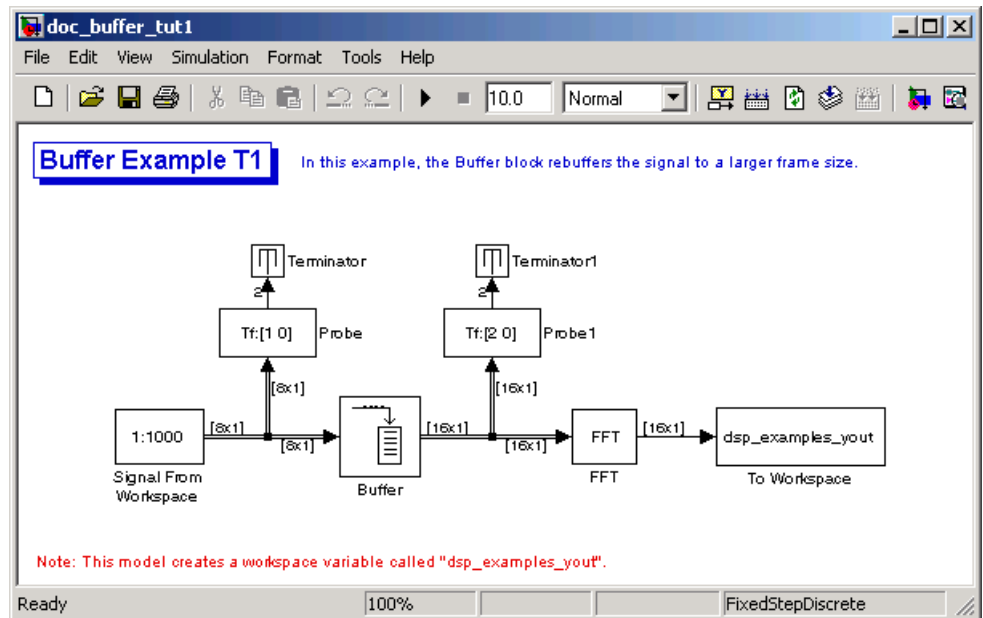 doc_buffer_tut1
File Edit View Simulation Format Tools Help
10.0 Normal
Buffer Example T1
In this example, the Buffer block rebuffers the signal to a larger frame size.
Terminator
Terminator1
2
2
Tf:[1 0]
Probe
Tf:[2 0]
Probe1
[8x1]
[16x1]
1:1000
[8x1]
[8x1]
[16x1]
[16x1]
FFT
[16x1]
dsp_examples_yout
Signal From
Workspace
Buffer
FFT
To Workspace
Note: This model creates a workspace variable called "dsp_examples_yout".
Ready
100%
FixedStepDiscrete